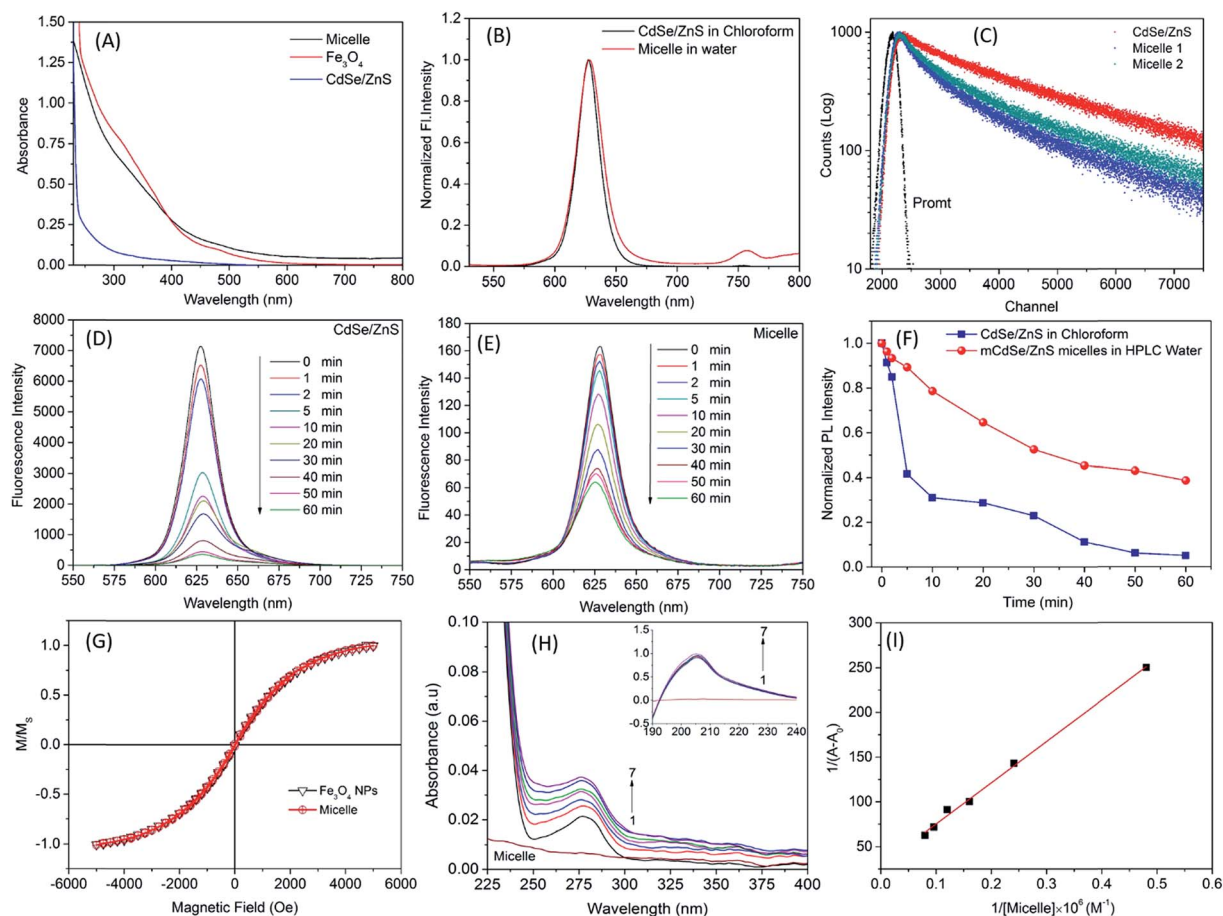 (A)
Micelle
Fe3O4
CdSe/ZnS
1.50
1.25
1.00
0.75
0.50
0.25
0.00
Absorbance
300 400 500 600 700 800
Wavelength (nm)
(B)
CdSe/ZnS in Chloroform
Micelle in water
1.2
1.0
0.8
0.6
0.4
0.2
0.0
Normalized Fl.Intensity
550 600 650 700 750 800
Wavelength (nm)
(C)
CdSe/ZnS
Micelle 1
Micelle 2
1000
100
10
Counts (Log)
Promt
2000 3000 4000 5000 6000 7000
Channel
(D)
CdSe/ZnS
8000
7000
6000
5000
4000
3000
2000
1000
0
Fluorescence Intensity
0 min
1 min
2 min
5 min
10 min
20 min
30 min
40 min
50 min
60 min
550 575 600 625 650 675 700 725 750
Wavelength (nm)
(E)
Micelle
180
160
140
120
100
80
60
40
20
0
Fluorescence Intensity
0 min
1 min
2 min
5 min
10 min
20 min
30 min
40 min
50 min
60 min
550 575 600 625 650 675 700 725 750
Wavelength (nm)
(F)
CdSe/ZnS in Chloroform
mCdSe/ZnS micelles in HPLC Water
1.0
0.8
0.6
0.4
0.2
0.0
Normalized PL Intensity
0 10 20 30 40 50 60
Time (min)
(G)
1.0
0.5
0.0
-0.5
-1.0
M/MS
Fe3O4 NPs
Micelle
-6000 -4000 -2000 0 2000 4000 6000
Magnetic Field (Oe)
(H)
0.10
0.08
0.06
0.04
0.02
0.00
Absorbance (a.u)
1.5
1.0
0.5
0.0
-0.5
7
1
190 200 210 220 230 240
7
1
Micelle
225 250 275 300 325 350 375 400
Wavelength (nm)
(I)
300
250
200
150
100
50
1/(A-A0)
0.0 0.1 0.2 0.3 0.4 0.5 0.6
1/[Micelle]×10⁶ (M⁻¹)